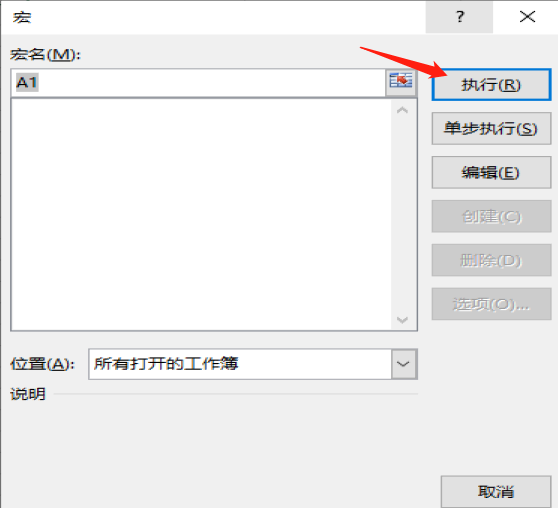 宏
?
宏名(M):
A1
执行(R)
单步执行(S)
编辑(E)
创建(C)
删除(D)
选项(O)...
位置(A):
所有打开的工作簿
说明
取消